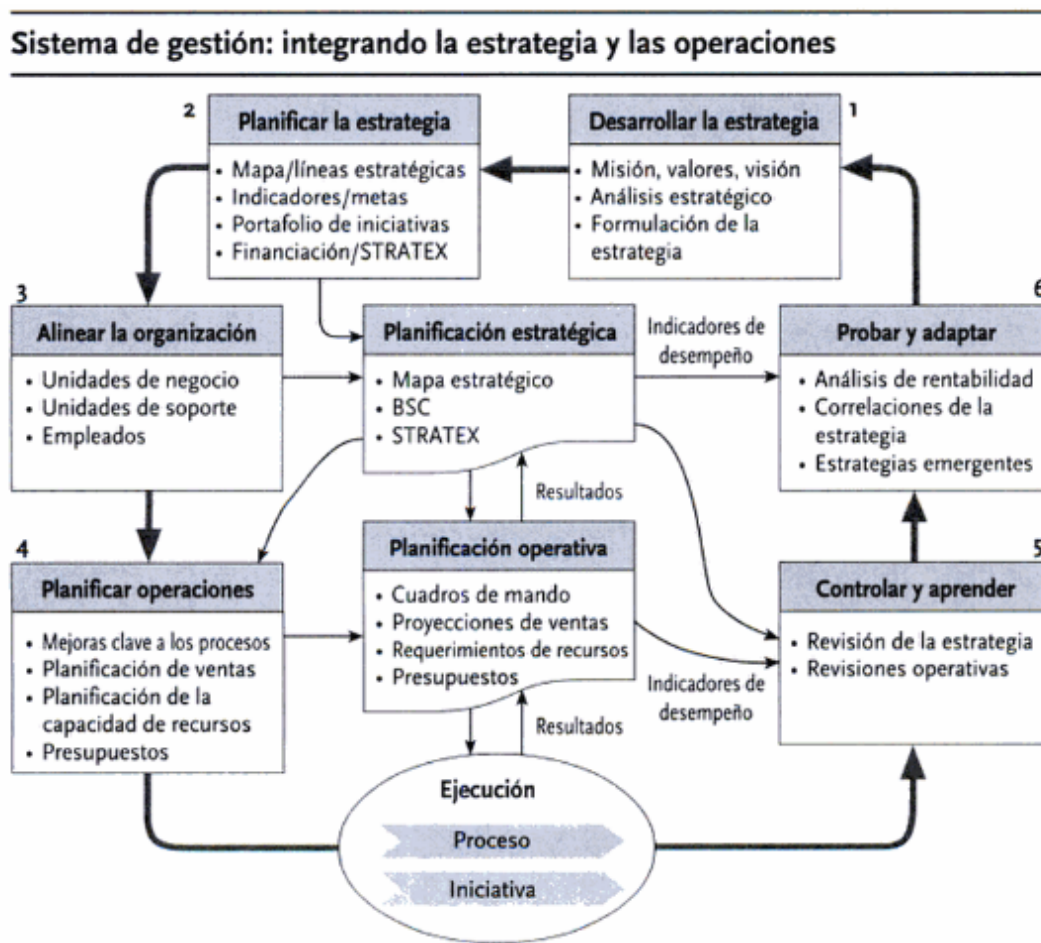 Sistema de gestión: integrando la estrategia y las operaciones
2
Planificar la estrategia
• Mapa/líneas estratégicas
• Indicadores/metas
• Portafolio de iniciativas
• Financiación/STRATEX
Desarrollar la estrategia
1
• Misión, valores, visión
• Análisis estratégico
• Formulación de la
estrategia
3
Alinear la organización
• Unidades de negocio
• Unidades de soporte
• Empleados
Planificación estratégica
• Mapa estratégico
• BSC
• STRATEX
Indicadores de
desempeño
6
Probar y adaptar
• Análisis de rentabilidad
• Correlaciones de la
estrategia
• Estrategias emergentes
Resultados
4
Planificar operaciones
• Mejoras clave a los procesos
• Planificación de ventas
• Planificación de la
capacidad de recursos
• Presupuestos
Planificación operativa
• Cuadros de mando
• Proyecciones de ventas
• Requerimientos de recursos
• Presupuestos
Indicadores de
desempeño
5
Controlar y aprender
• Revisión de la estrategia
• Revisiones operativas
Resultados
Ejecución
Proceso
Iniciativa